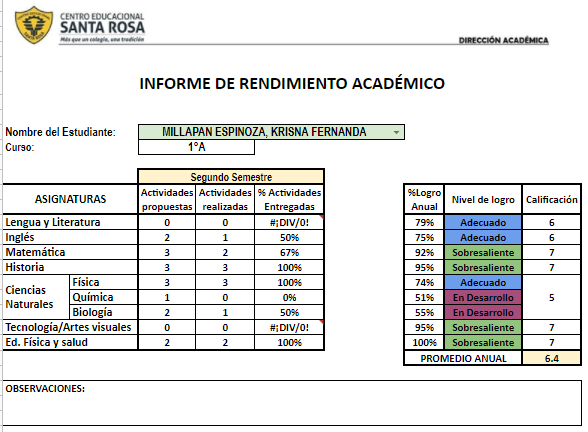 CENTRO EDUCACIONAL
SANTA ROSA
Más que un colegio, una tradición
DIRECCIÓN ACADÉMICA
INFORME DE RENDIMIENTO ACADÉMICO
Nombre del Estudiante: MILLAPAN ESPINOZA, KRISNA FERNANDA
Curso: 1°A
Segundo Semestre
ASIGNATURAS Actividades propuestas Actividades realizadas % Actividades Entregadas %Logro Anual Nivel de logro Calificación
Lengua y Literatura 0 0 #¡DIV/0! 79% Adecuado 6
Inglés 2 1 50% 75% Adecuado 6
Matemática 3 2 67% 92% Sobresaliente 7
Historia 3 3 100% 95% Sobresaliente 7
Ciencias Naturales Física 3 3 100% 74% Adecuado 5
Química 1 0 0% 51% En Desarrollo
Biología 2 1 50% 55% En Desarrollo
Tecnología/Artes visuales 0 0 #¡DIV/0! 95% Sobresaliente 7
Ed. Física y salud 2 2 100% 100% Sobresaliente 7
PROMEDIO ANUAL 6.4
OBSERVACIONES: